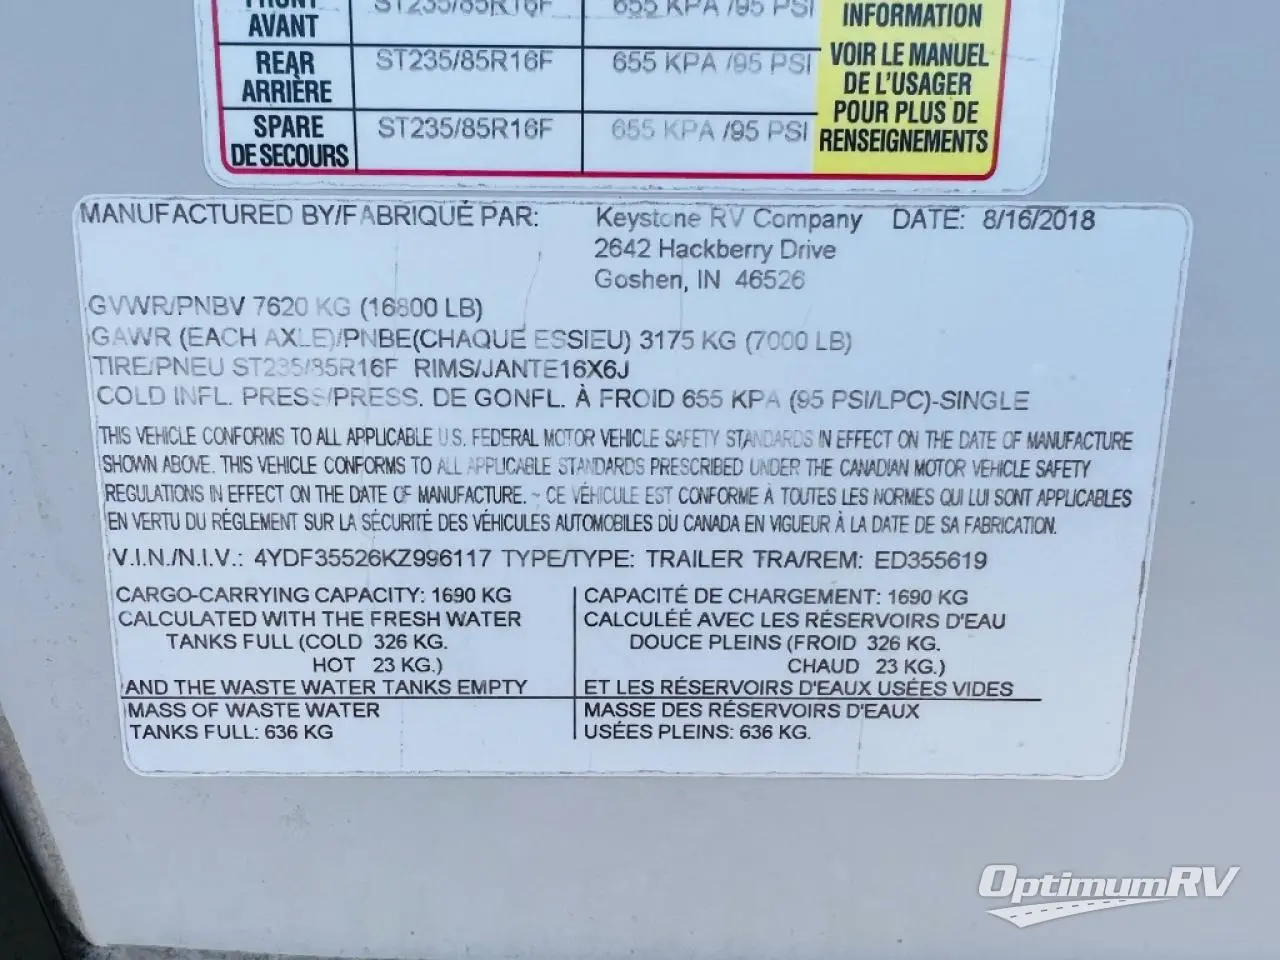 FRONT ST235/85R16F 655 KPA /95 PSI INFORMATION
AVANT
REAR ST235/85R16F 655 KPA /95 PSI VOIR LE MANUEL
ARRIÈRE DE L'USAGER
POUR PLUS DE
SPARE ST235/85R16F 655 KPA /95 PSI RENSEIGNEMENTS
DE SECOURS
MANUFACTURED BY/FABRIQUÉ PAR: Keystone RV Company DATE: 8/16/2018
2642 Hackberry Drive
Goshen, IN 46526
GVWR/PNBV 7620 KG (16800 LB)
GAWR (EACH AXLE)/PNBE(CHAQUE ESSIEU) 3175 KG (7000 LB)
TIRE/PNEU ST235/85R16F RIMS/JANTE16X6J
COLD INFL. PRESS/PRESS. DE GONFL. À FROID 655 KPA (95 PSI/LPC)-SINGLE
THIS VEHICLE CONFORMS TO ALL APPLICABLE U.S. FEDERAL MOTOR VEHICLE SAFETY STANDARDS IN EFFECT ON THE DATE OF MANUFACTURE
SHOWN ABOVE. THIS VEHICLE CONFORMS TO ALL APPLICABLE STANDARDS PRESCRIBED UNDER THE CANADIAN MOTOR VEHICLE SAFETY
REGULATIONS IN EFFECT ON THE DATE OF MANUFACTURE. ~ CE VÉHICULE EST CONFORME À TOUTES LES NORMES QUI LUI SONT APPLICABLES
EN VERTU DU RÉGLEMENT SUR LA SÉCURITÉ DES VÉHICULES AUTOMOBILES DU CANADA EN VIGUEUR À LA DATE DE SA FABRICATION.
V.I.N./N.I.V.: 4YDF35526KZ996117 TYPE/TYPE: TRAILER TRA/REM: ED355619
CARGO-CARRYING CAPACITY: 1690 KG
CALCULATED WITH THE FRESH WATER
TANKS FULL (COLD 326 KG.
HOT 23 KG.)
AND THE WASTE WATER TANKS EMPTY
MASS OF WASTE WATER
TANKS FULL: 636 KG
CAPACITÉ DE CHARGEMENT: 1690 KG
CALCULÉÉ AVEC LES RÉSERVOIRS D'EAU
DOUCE PLEINS (FROID 326 KG.
CHAUD 23 KG.)
ET LES RÉSERVOIRS D'EAUX USÉES VIDES
MASSE DES RÉSERVOIRS D'EAUX
USÉES PLEINS: 636 KG.
OptimumRV